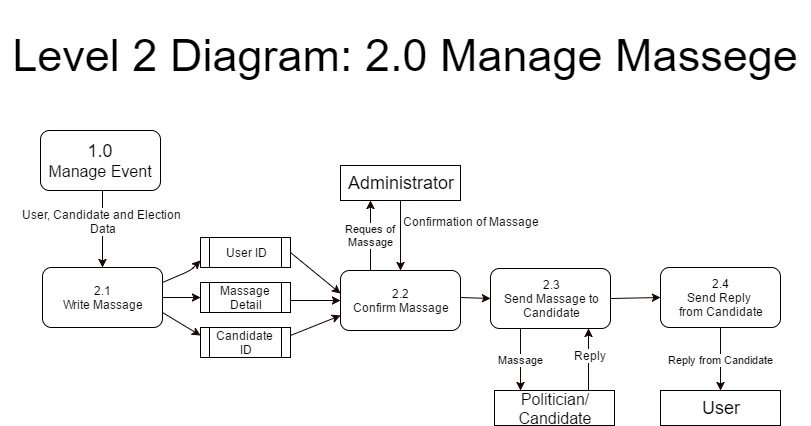 Level 2 Diagram: 2.0 Manage Massege
1.0
Manage Event
User, Candidate and Election
Data
Administrator
Reques of
Massage
Confirmation of Massage
2.1
Write Massage
User ID
Massage
Detail
Candidate
ID
2.2
Confirm Massage
2.3
Send Massage to
Candidate
2.4
Send Reply
from Candidate
Massage
Reply
Reply from Candidate
Politician/
Candidate
User